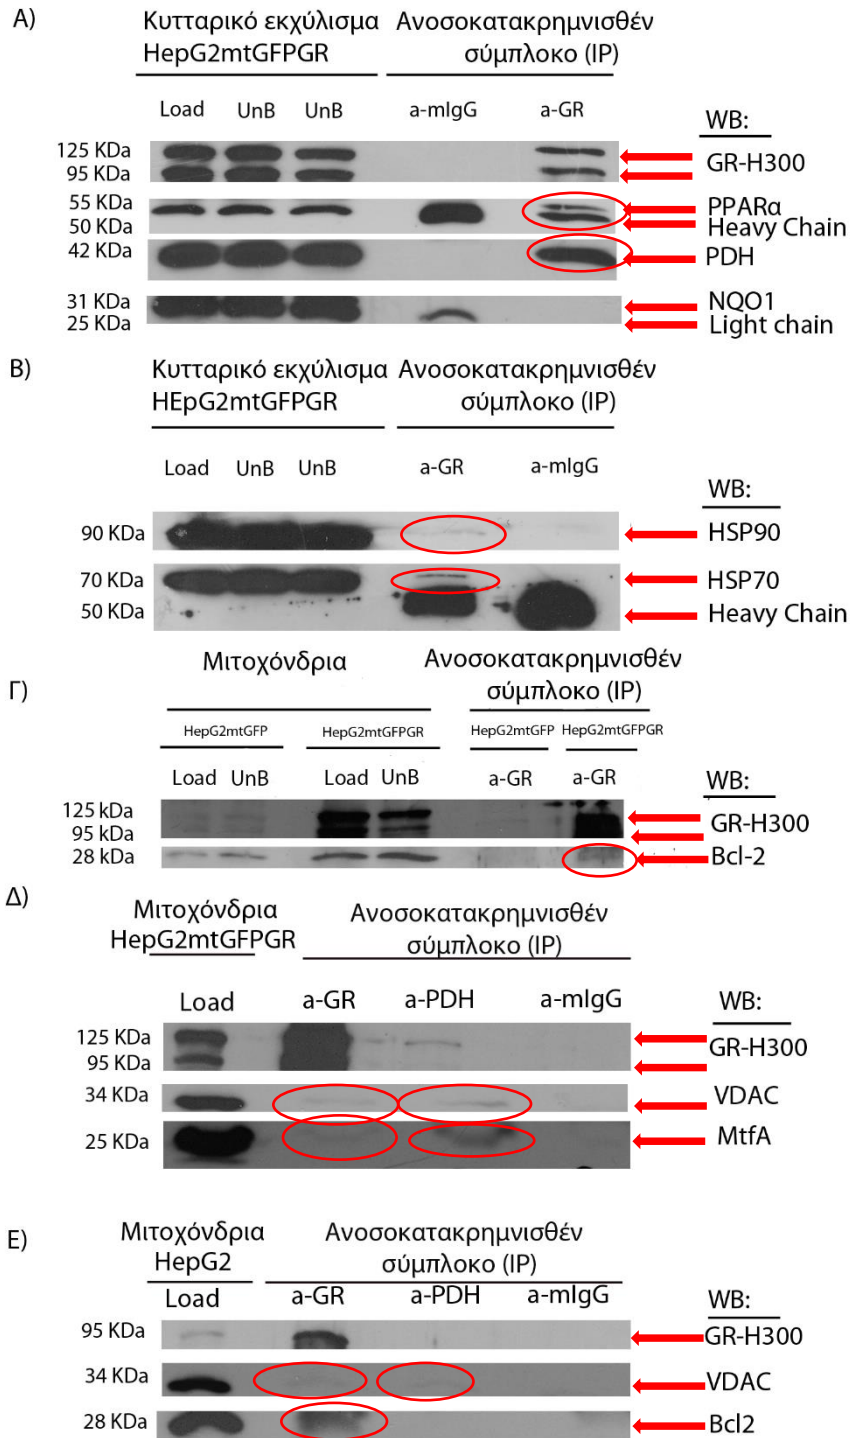 A)
Κυτταρικό εκχύλισμα Ανοσοκατακρημνισθέν
HepG2mtGFPGR σύμπλοκο (IP)
Load UnB UnB a-mIgG a-GR WB:
125 KDa GR-H300
95 KDa
55 KDa PPARα
50 KDa Heavy Chain
42 KDa PDH
31 KDa NQO1
25 KDa Light chain
B)
Κυτταρικό εκχύλισμα Ανοσοκατακρημνισθέν
HEpG2mtGFPGR σύμπλοκο (IP)
Load UnB UnB a-GR a-mIgG WB:
90 KDa HSP90
70 KDa HSP70
50 KDa Heavy Chain
Γ)
Μιτοχόνδρια Ανοσοκατακρημνισθέν
σύμπλοκο (IP)
HepG2mtGFP HepG2mtGFPGR HepG2mtGFP HepG2mtGFPGR
Load UnB Load UnB a-GR a-GR WB:
125 kDa GR-H300
95 kDa
28 kDa Bcl-2
Δ)
Μιτοχόνδρια Ανοσοκατακρημνισθέν
HepG2mtGFPGR σύμπλοκο (IP)
Load a-GR a-PDH a-mIgG WB:
125 KDa GR-H300
95 KDa
34 KDa VDAC
25 KDa MtfA
E)
Μιτοχόνδρια Ανοσοκατακρημνισθέν
HepG2 σύμπλοκο (IP)
Load a-GR a-PDH a-mIgG WB:
95 KDa GR-H300
34 KDa VDAC
28 KDa Bcl2